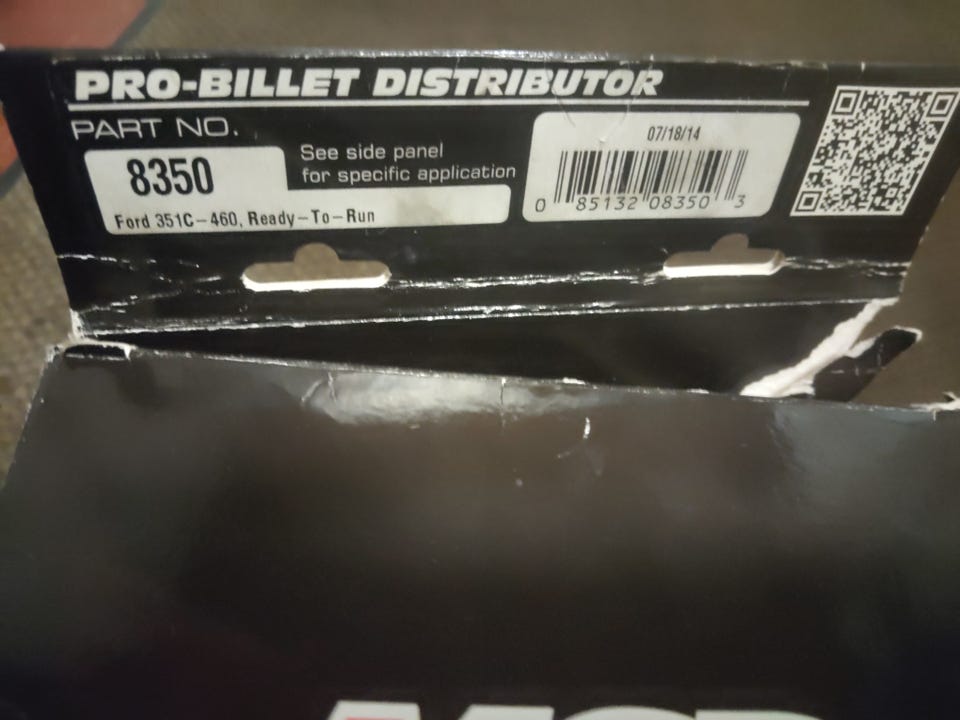 PRO-BILLET DISTRIBUTOR
PART NO.
8350
See side panel
for specific application
Ford 351C-460, Ready-To-Run
07/18/14
0 85132 08350 3